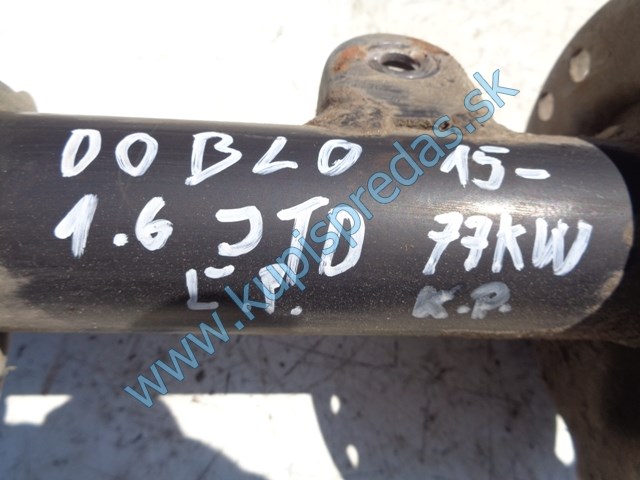 DOBLO 15-
1.6 JTD 77KW
Ľ.P. K.P.
www.kupispredas.sk